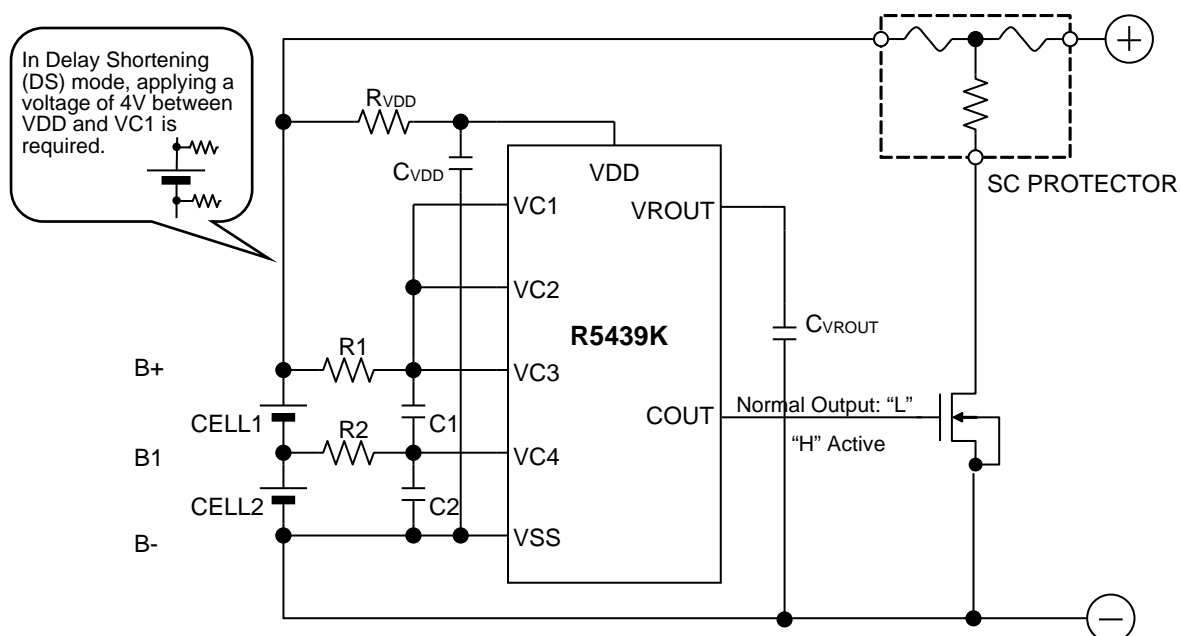 In Delay Shortening
(DS) mode, applying a
voltage of 4V between
VDD and VC1 is
required.
RVDD
CVDD
VDD
VC1
VROUT
VC2
R5439K
CVROUT
SC PROTECTOR
+
B+
R1
VC3
CELL1
C1
COUT
Normal Output: “L”
“H” Active
B1
R2
VC4
CELL2
C2
B-
VSS
−